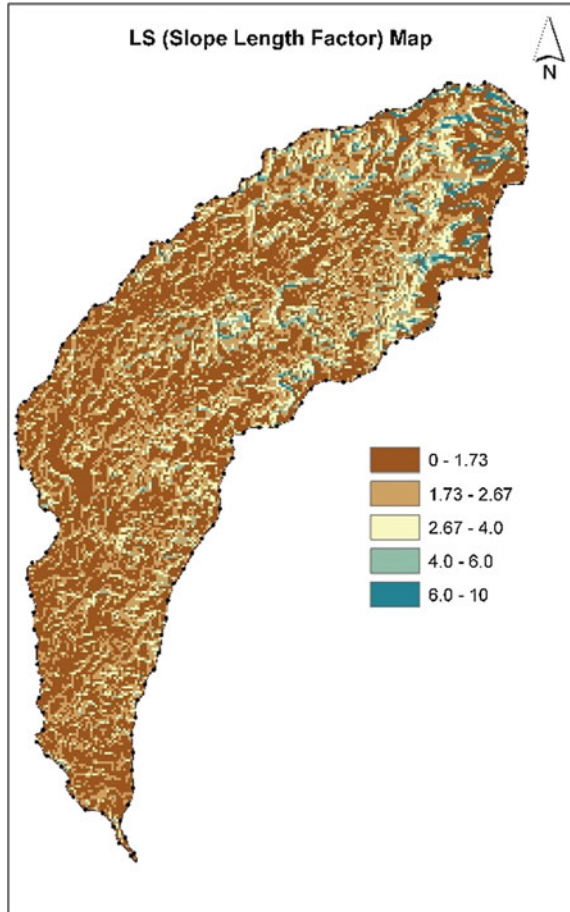 LS (Slope Length Factor) Map
N
0 - 1.73
1.73 - 2.67
2.67 - 4.0
4.0 - 6.0
6.0 - 10